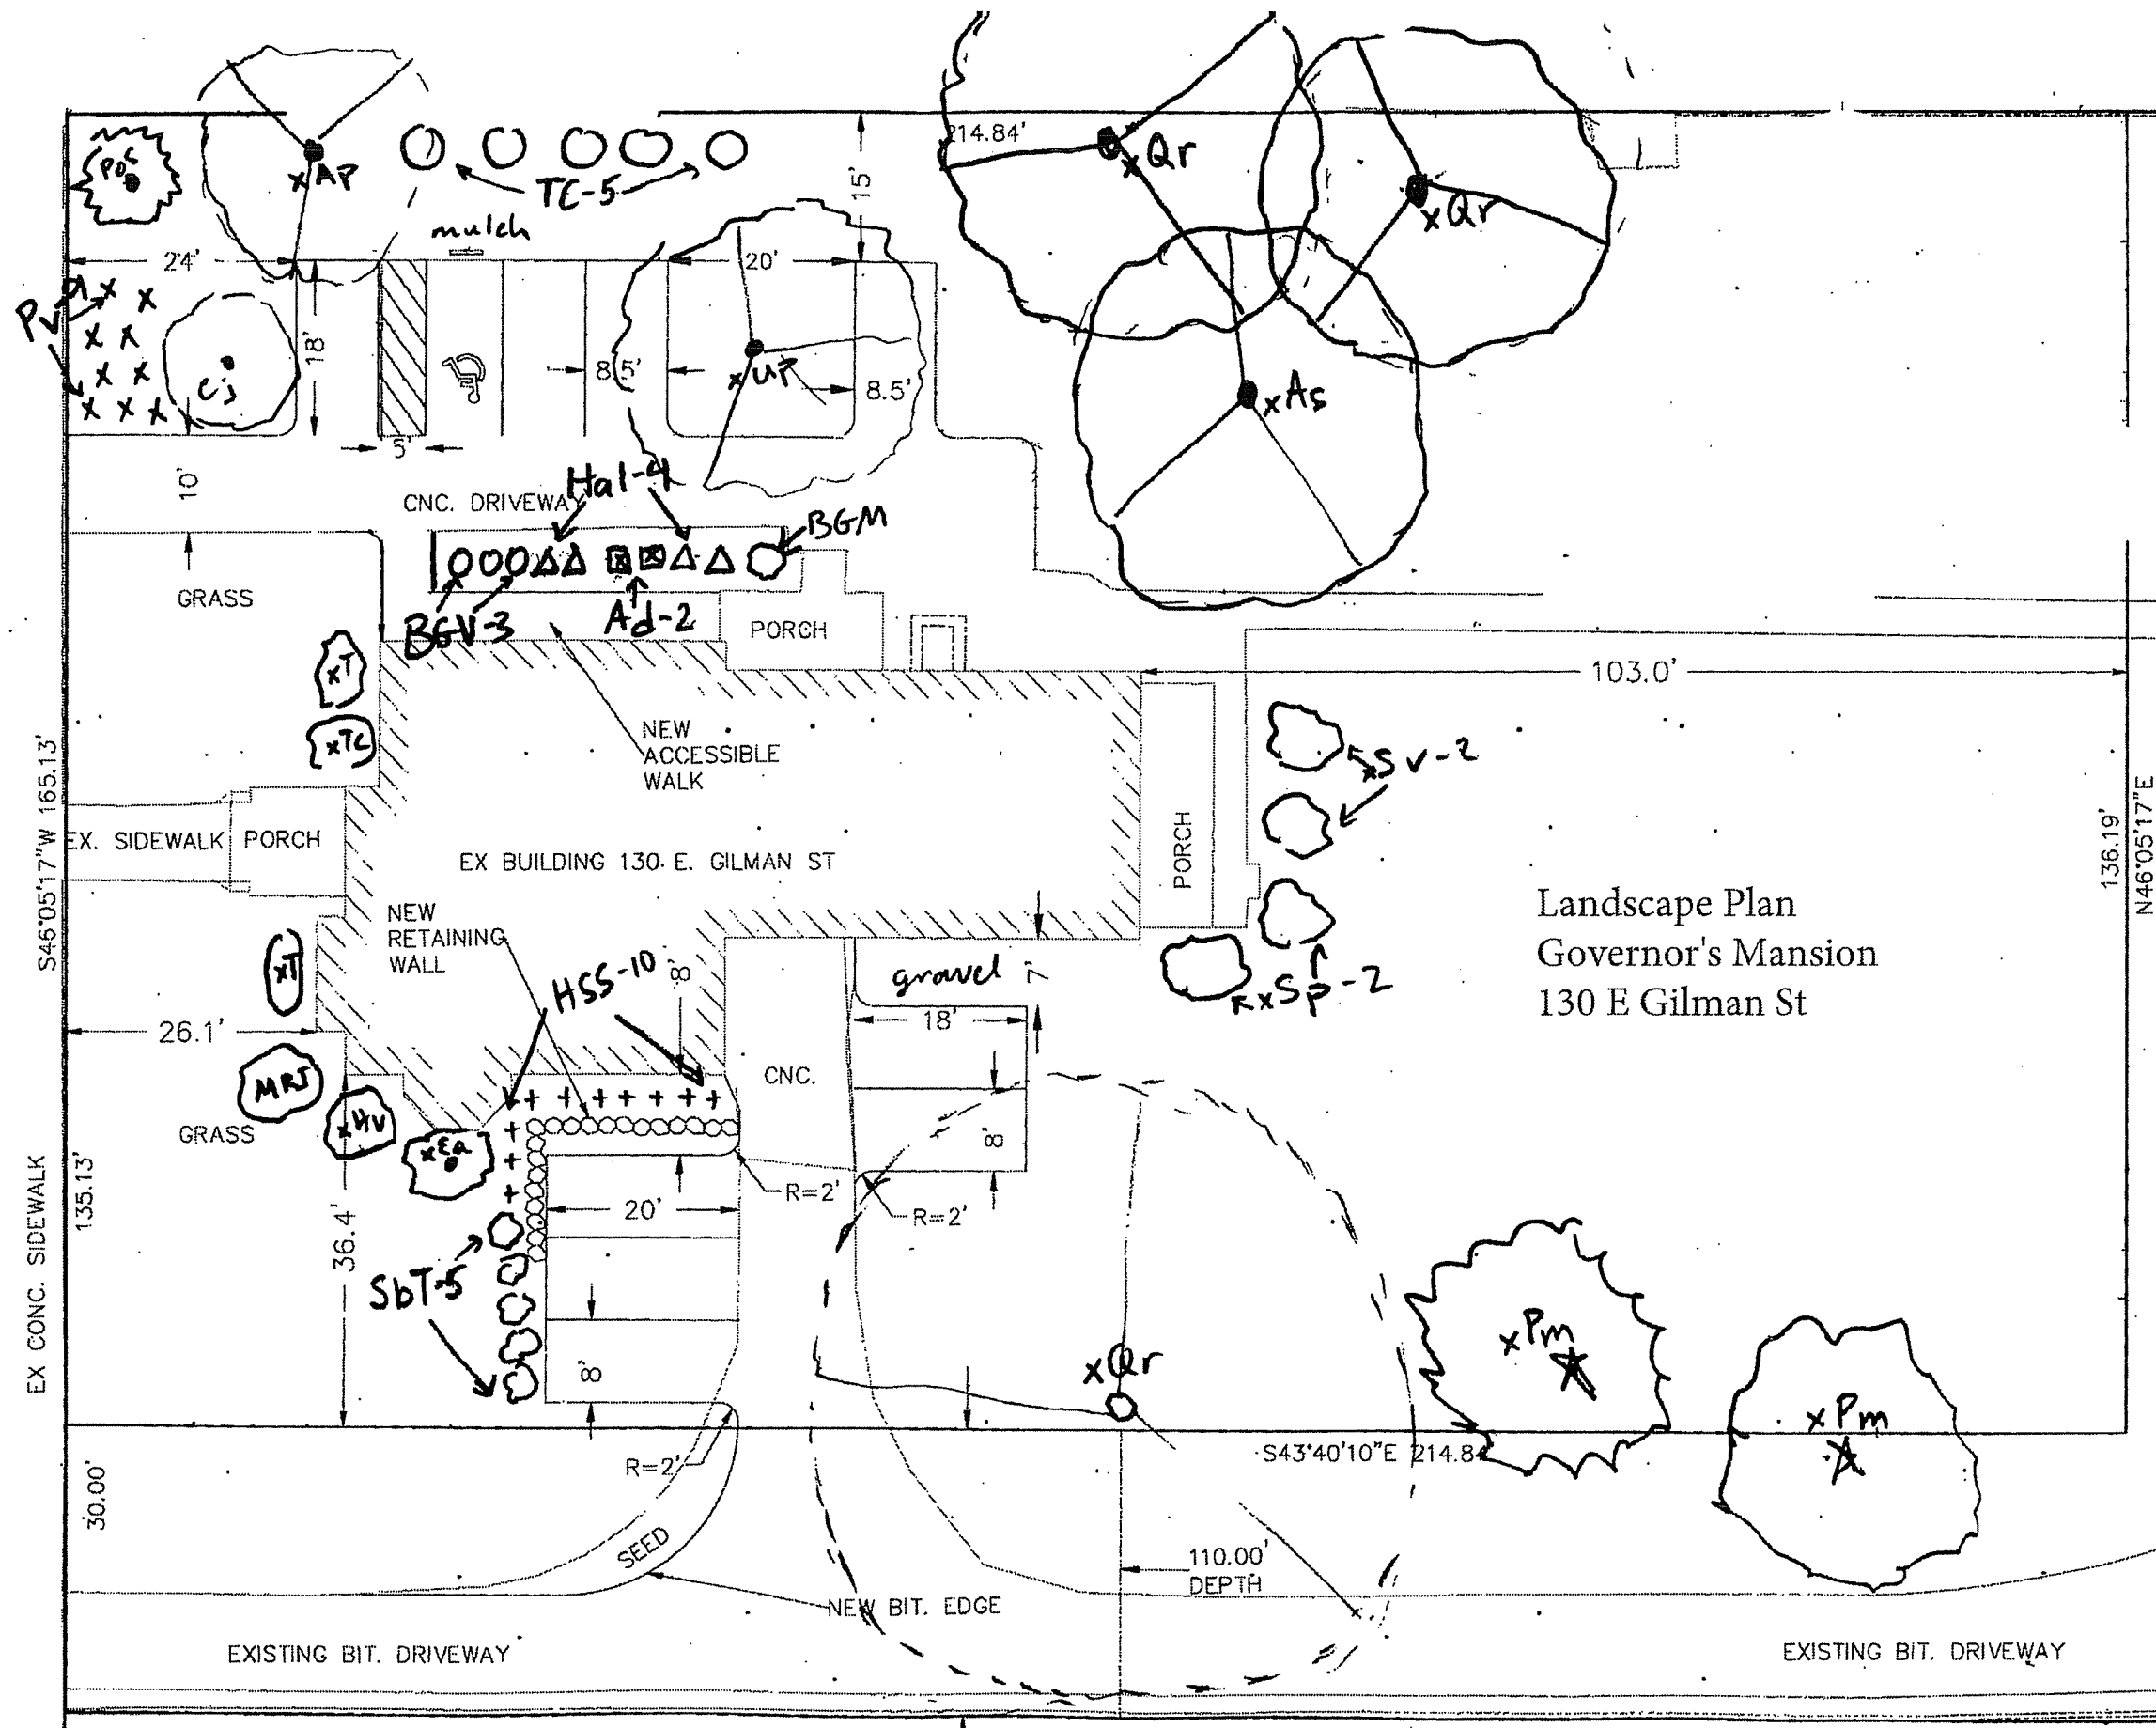 214.84'
Poc
xAP
TC-5
mulch
15'
xQr
xQr
24'
20'
Pv
18'
Cj
8.5'
xUP
8.5'
xAs
5'
10'
Hal-4
CNC. DRIVEWAY
BGM
GRASS
BGV-3
Ad-2
PORCH
xT
xTC
103.0'
NEW
ACCESSIBLE
WALK
xSv-2
S46°05'17"W 165.13'
EX. SIDEWALK
PORCH
EX BUILDING 130 E. GILMAN ST
PORCH
136.19'
N46°05'17"E
Landscape Plan
Governor's Mansion
130 E Gilman St
NEW
RETAINING
WALL
HSS-10
8'
gravel
7'
xSp-2
xT
26.1'
18'
MRJ
xHv
xEa
CNC.
GRASS
8'
R=2'
R=2'
20'
EX CONC. SIDEWALK
135.13'
36.4'
SbT-5
8'
xQr
xPm
xPm
R=2'
S43°40'10"E 214.84
30.00'
SEED
110.00'
DEPTH
NEW BIT. EDGE
EXISTING BIT. DRIVEWAY
EXISTING BIT. DRIVEWAY